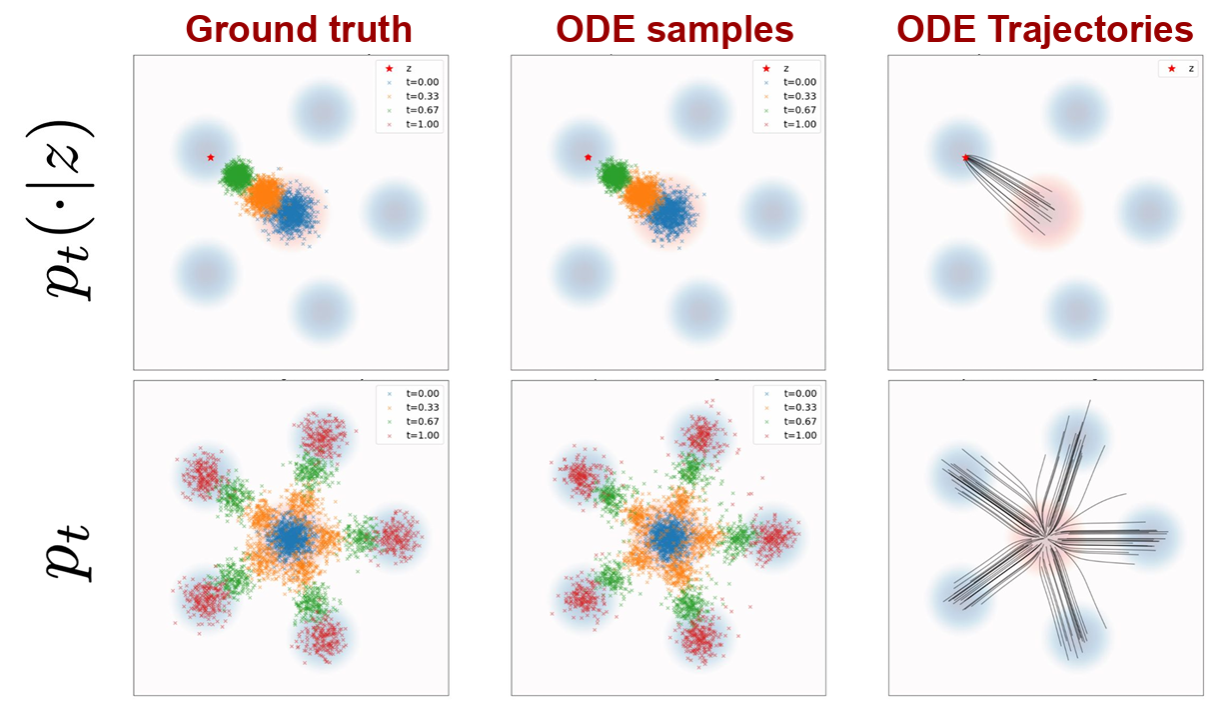 Ground truth
ODE samples
ODE Trajectories
p_t(·|z)
z
t=0.00
t=0.33
t=0.67
t=1.00
z
t=0.00
t=0.33
t=0.67
t=1.00
z
p_t
t=0.00
t=0.33
t=0.67
t=1.00
t=0.00
t=0.33
t=0.67
t=1.00